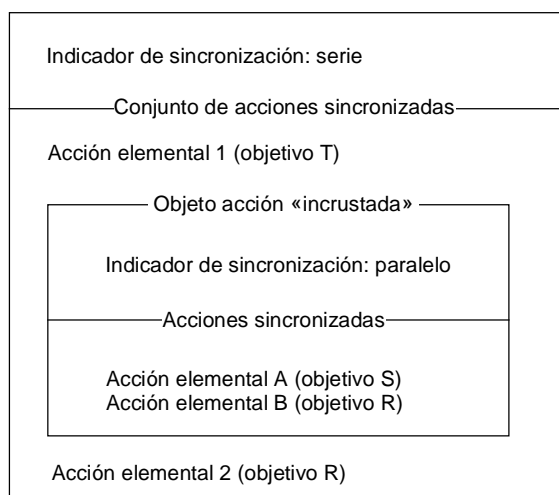 Indicador de sincronización: serie
Conjunto de acciones sincronizadas
Acción elemental 1 (objetivo T)
Objeto acción «incrustada»
Indicador de sincronización: paralelo
Acciones sincronizadas
Acción elemental A (objetivo S)
Acción elemental B (objetivo R)
Acción elemental 2 (objetivo R)